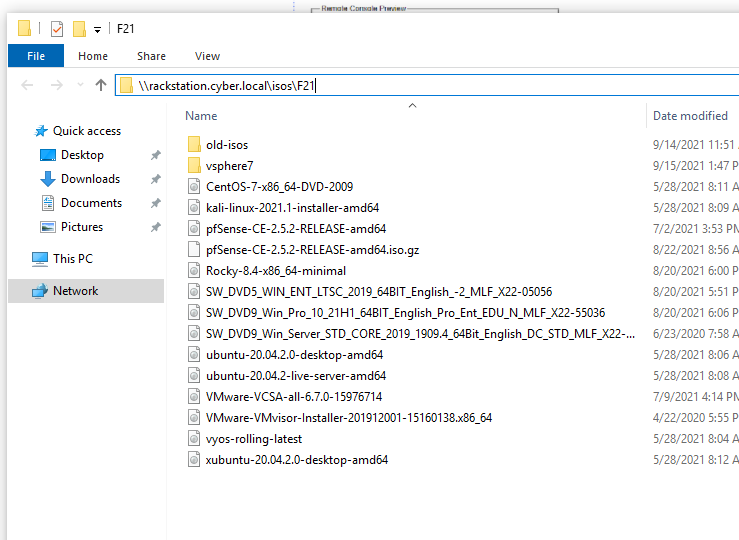 Remote Console Preview
F21
File Home Share View
\\rackstation.cyber.local\isos\F21
Name Date modified
Quick access
Desktop
Downloads
Documents
Pictures
This PC
Network
old-isos 9/14/2021 11:51
vsphere7 9/15/2021 1:47 P
CentOS-7-x86_64-DVD-2009 5/28/2021 8:11 A
kali-linux-2021.1-installer-amd64 5/28/2021 8:09 A
pfSense-CE-2.5.2-RELEASE-amd64 7/2/2021 3:53 PM
pfSense-CE-2.5.2-RELEASE-amd64.iso.gz 8/22/2021 8:56 A
Rocky-8.4-x86_64-minimal 8/20/2021 6:00 P
SW_DVD5_WIN_ENT_LTSC_2019_64BIT_English_-2_MLF_X22-05056 8/20/2021 5:51 P
SW_DVD9_Win_Pro_10_21H1_64BIT_English_Pro_Ent_EDU_N_MLF_X22-55036 8/20/2021 6:06 P
SW_DVD9_Win_Server_STD_CORE_2019_1909.4_64Bit_English_DC_STD_MLF_X22-... 6/23/2020 7:58 A
ubuntu-20.04.2.0-desktop-amd64 5/28/2021 8:06 A
ubuntu-20.04.2-live-server-amd64 5/28/2021 8:08 A
VMware-VCSA-all-6.7.0-15976714 7/9/2021 4:14 PM
VMware-VMvisor-Installer-201912001-15160138.x86_64 4/22/2020 5:55 P
vyos-rolling-latest 5/28/2021 8:04 A
xubuntu-20.04.2.0-desktop-amd64 5/28/2021 8:12 A